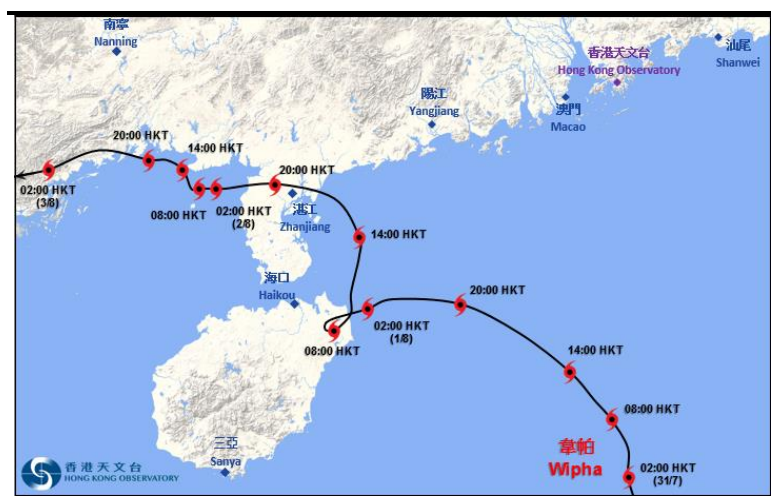 南寧
Nanning
香港天文台
Hong Kong Observatory
汕尾
Shanwei
陽江
Yangjiang
澳門
Macao
20:00 HKT
14:00 HKT
02:00 HKT
(3/8)
08:00 HKT
02:00 HKT
(2/8)
20:00 HKT
湛江
Zhanjiang
14:00 HKT
海口
Haikou
02:00 HKT
(1/8)
20:00 HKT
08:00 HKT
14:00 HKT
08:00 HKT
韋帕
Wipha
02:00 HKT
(31/7)
三亞
Sanya
香港天文台
HONG KONG OBSERVATORY